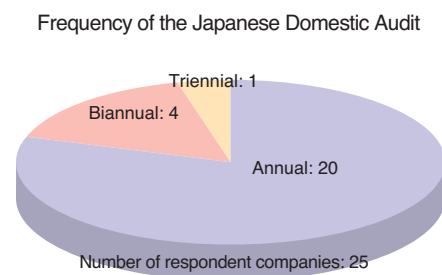 Frequency of the Japanese Domestic Audit
Triennial: 1
Biannual: 4
Annual: 20
Number of respondent companies: 25